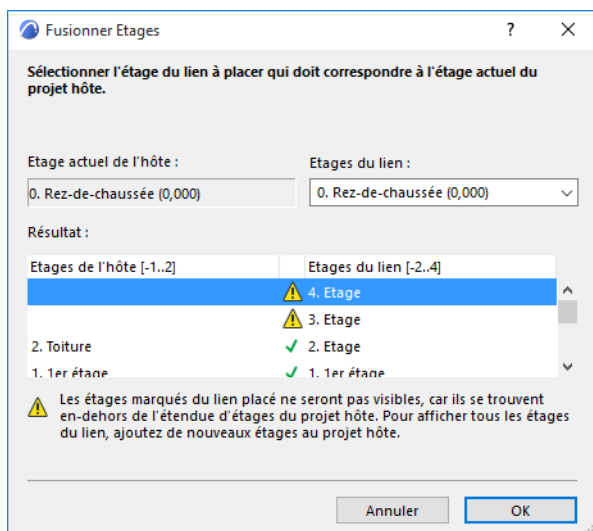 Fusionner Etages
?
Sélectionner l'étage du lien à placer qui doit correspondre à l'étage actuel du
projet hôte.
Etage actuel de l'hôte :
Etages du lien :
0. Rez-de-chaussée (0,000)
0. Rez-de-chaussée (0,000)
Résultat :
Etages de l'hôte [-1..2]
Etages du lien [-2..4]
4. Etage
3. Etage
2. Toiture
2. Etage
1. 1er étage
1. 1er étage
Les étages marqués du lien placé ne seront pas visibles, car ils se trouvent
en-dehors de l'étendue d'étages du projet hôte. Pour afficher tous les étages
du lien, ajoutez de nouveaux étages au projet hôte.
Annuler
OK